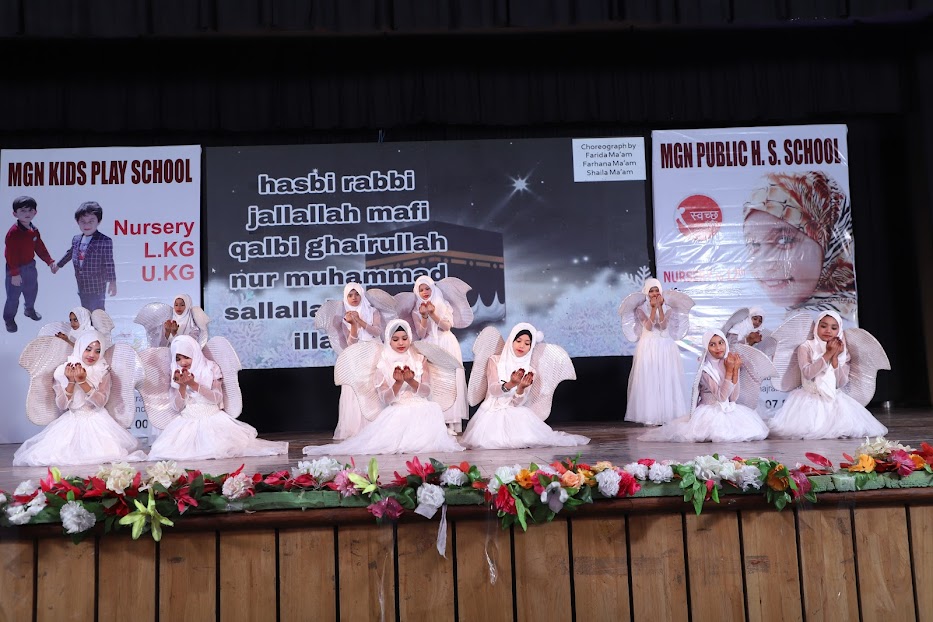 MGN KIDS PLAY SCHOOL
Nursery
L.KG
U.KG
hasbi rabbi
jallallah mafi
qalbi ghairullah
nur muhammad
illa
Choreograph by
Farida Ma'am
Farhana Ma'am
Shaila Ma'am
MGN PUBLIC H. S. SCHOOL
स्वच्छ